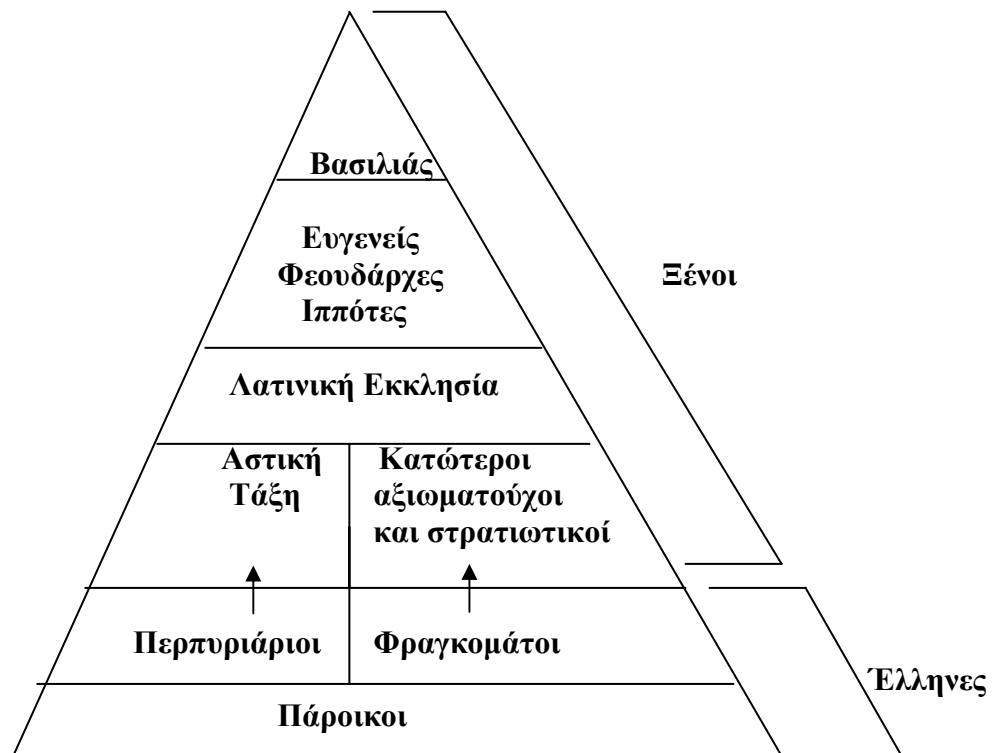 Βασιλιάς
Ευγενείς
Φεουδάρχες
Ιππότες
Ξένοι
Λατινική Εκκλησία
Αστική
Τάξη
Κατώτεροι
αξιωματούχοι
και στρατιωτικοί
Περπυριάριοι
Φραγκομάτοι
Έλληνες
Πάροικοι